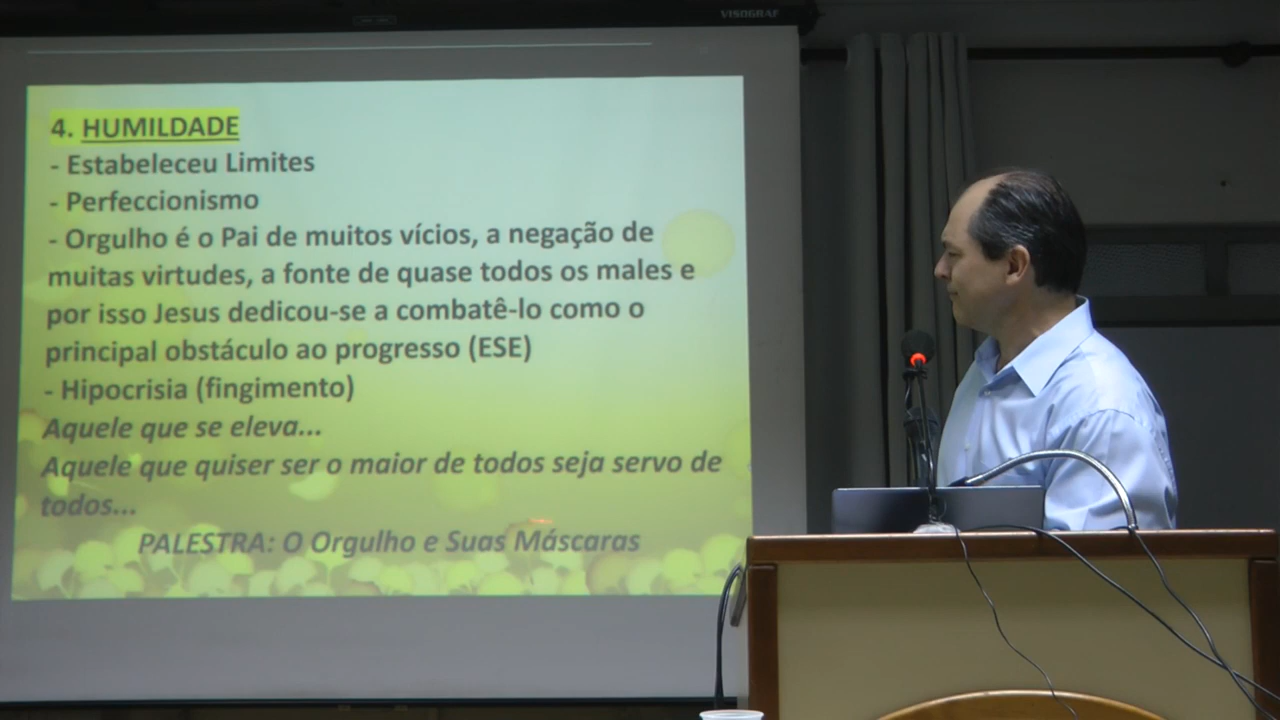 VISOGRAF
4. HUMILDADE
- Estabeleceu Limites
- Perfeccionismo
- Orgulho é o Pai de muitos vícios, a negação de
muitas virtudes, a fonte de quase todos os males e
por isso Jesus dedicou-se a combatê-lo como o
principal obstáculo ao progresso (ESE)
- Hipocrisia (fingimento)
Aquele que se eleva...
Aquele que quiser ser o maior de todos seja servo de
todos...
PALESTRA: O Orgulho e Suas Máscaras